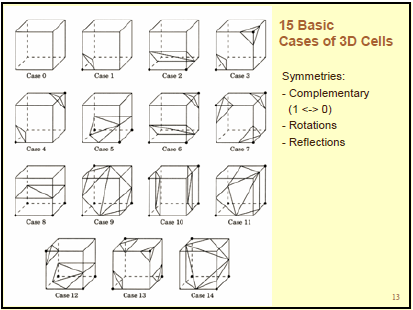 15 Basic
Cases of 3D Cells
Symmetries:
- Complementary
(1 <-> 0)
- Rotations
- Reflections
Case 0
Case 1
Case 2
Case 3
Case 4
Case 5
Case 6
Case 7
Case 8
Case 9
Case 10
Case 11
Case 12
Case 13
Case 14
13